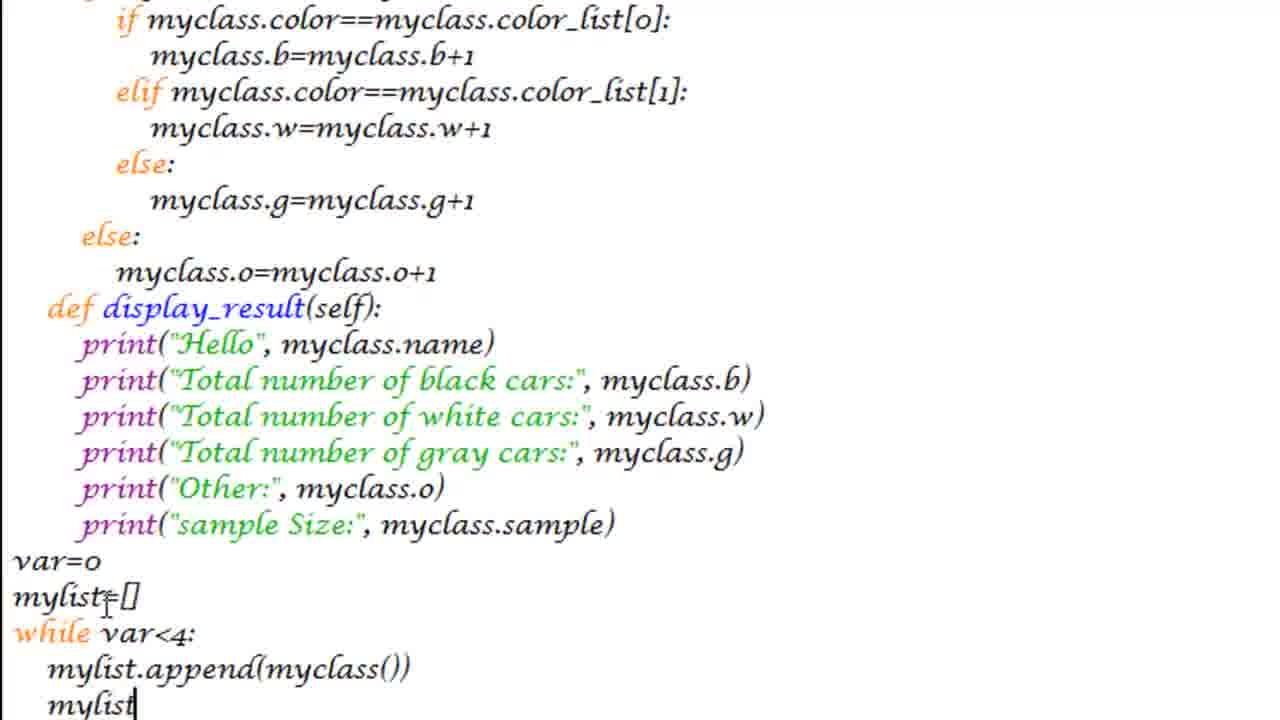 if myclass.color==myclass.color_list[0]:
myclass.b=myclass.b+1
elif myclass.color==myclass.color_list[1]:
myclass.w=myclass.w+1
else:
myclass.g=myclass.g+1
else:
myclass.o=myclass.o+1
def display_result(self):
print("Hello", myclass.name)
print("Total number of black cars:", myclass.b)
print("Total number of white cars:", myclass.w)
print("Total number of gray cars:", myclass.g)
print("Other:", myclass.o)
print("sample Size:", myclass.sample)
var=0
mylist=[]
while var<4:
mylist.append(myclass())
mylist